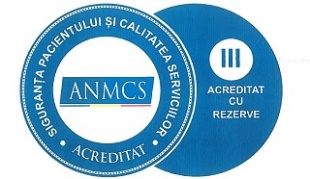 SIGURANȚA PACIENTULUI ȘI CALITATEA SERVICIILOR
ANMCS
• ACREDITAT •
III
ACREDITAT
CU
REZERVE